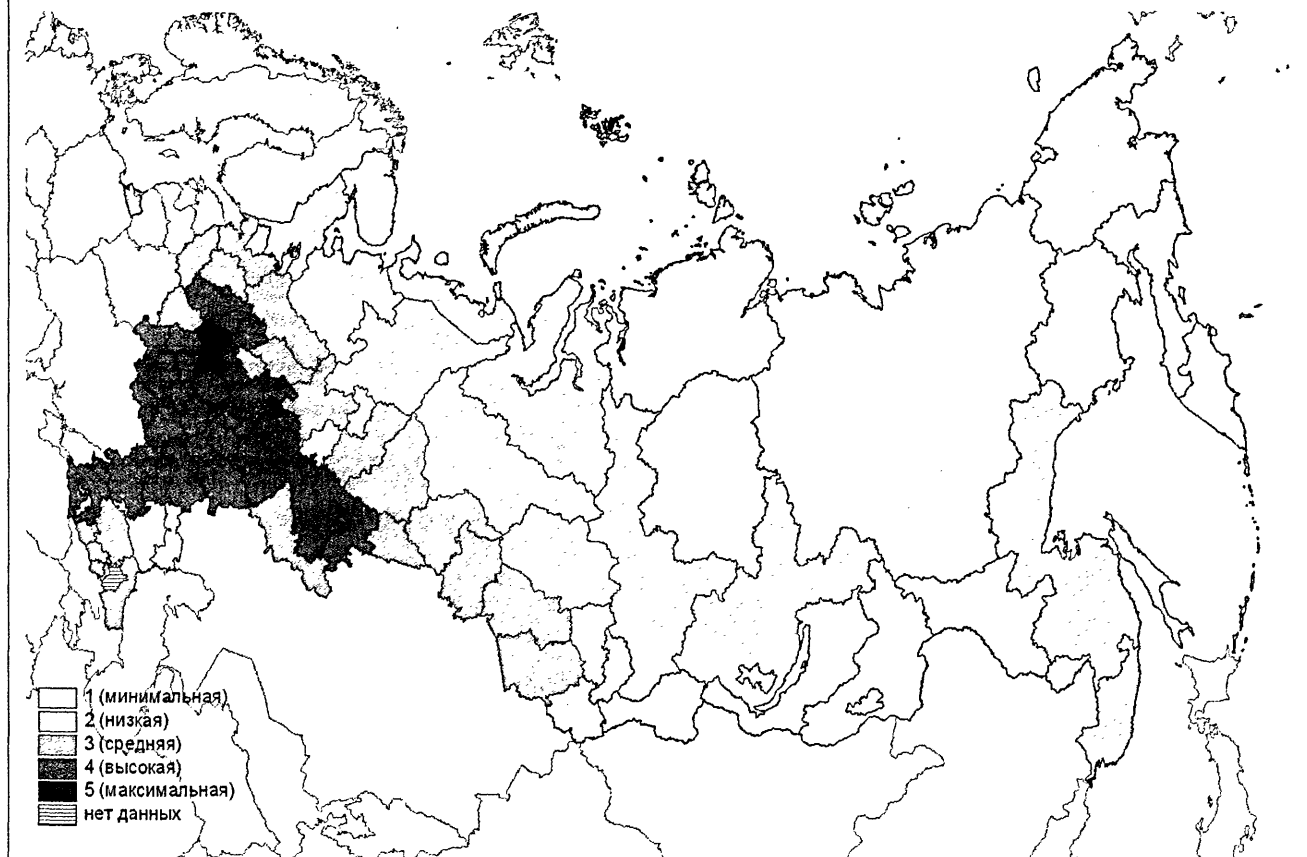 1 (минимальная)
2 (низкая)
3 (средняя)
4 (высокая)
5 (максимальная)
нет данных